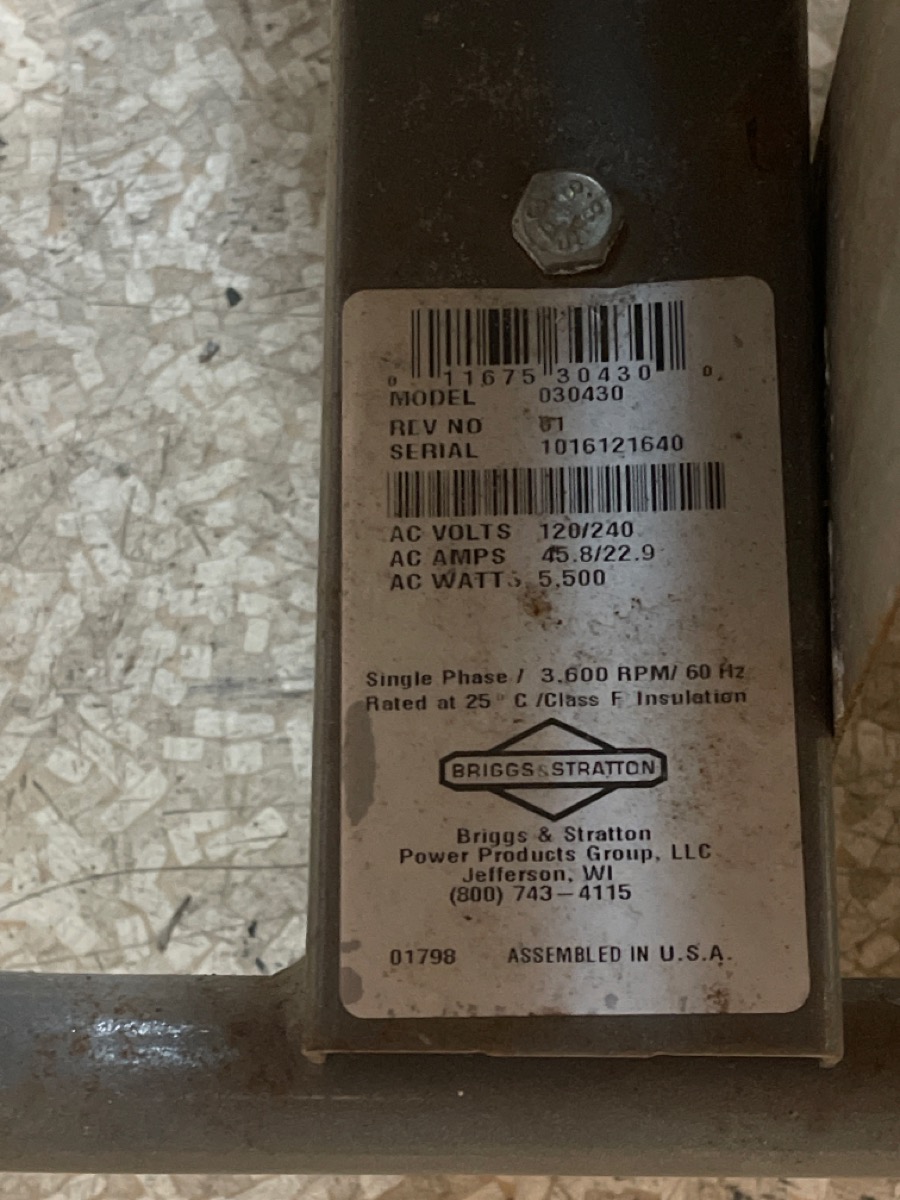 0 11675 30430 0
MODEL 030430
REV NO 01
SERIAL 1016121640
AC VOLTS 120/240
AC AMPS 45.8/22.9
AC WATTS 5,500
Single Phase / 3,600 RPM/ 60 Hz
Rated at 25° C /Class F Insulation
BRIGGS & STRATTON
Briggs & Stratton
Power Products Group, LLC
Jefferson, WI
(800) 743-4115
01798 ASSEMBLED IN U.S.A.